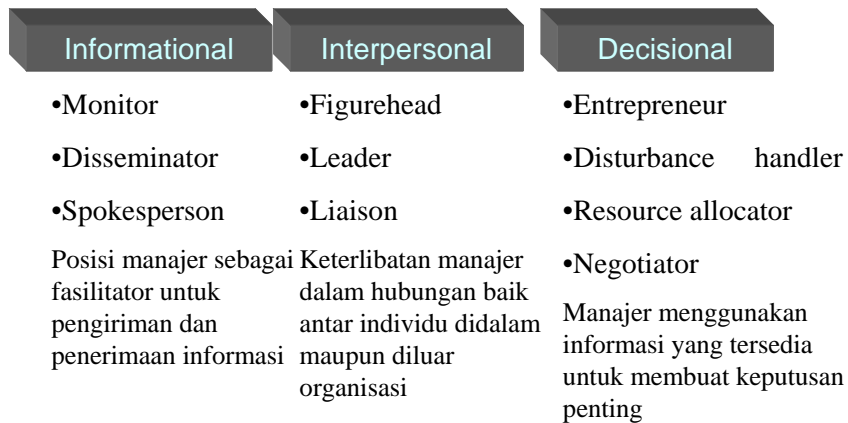 Informational
•Monitor
•Disseminator
•Spokesperson
Posisi manajer sebagai
fasilitator untuk
pengiriman dan
penerimaan informasi
Interpersonal
•Figurehead
•Leader
•Liaison
Keterlibatan manajer
dalam hubungan baik
antar individu didalam
maupun diluar
organisasi
Decisional
•Entrepreneur
•Disturbance handler
•Resource allocator
•Negotiator
Manajer menggunakan
informasi yang tersedia
untuk membuat keputusan
penting